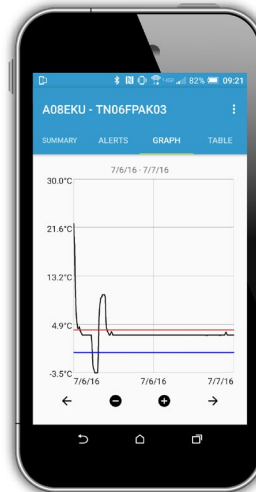 82% 09:21
A08EKU - TN06FPAK03
SUMMARY ALERTS GRAPH TABLE
7/6/16 - 7/7/16
30.0°C
21.6°C
13.2°C
4.9°C
-3.5°C
7/6/16 7/6/16 7/7/16